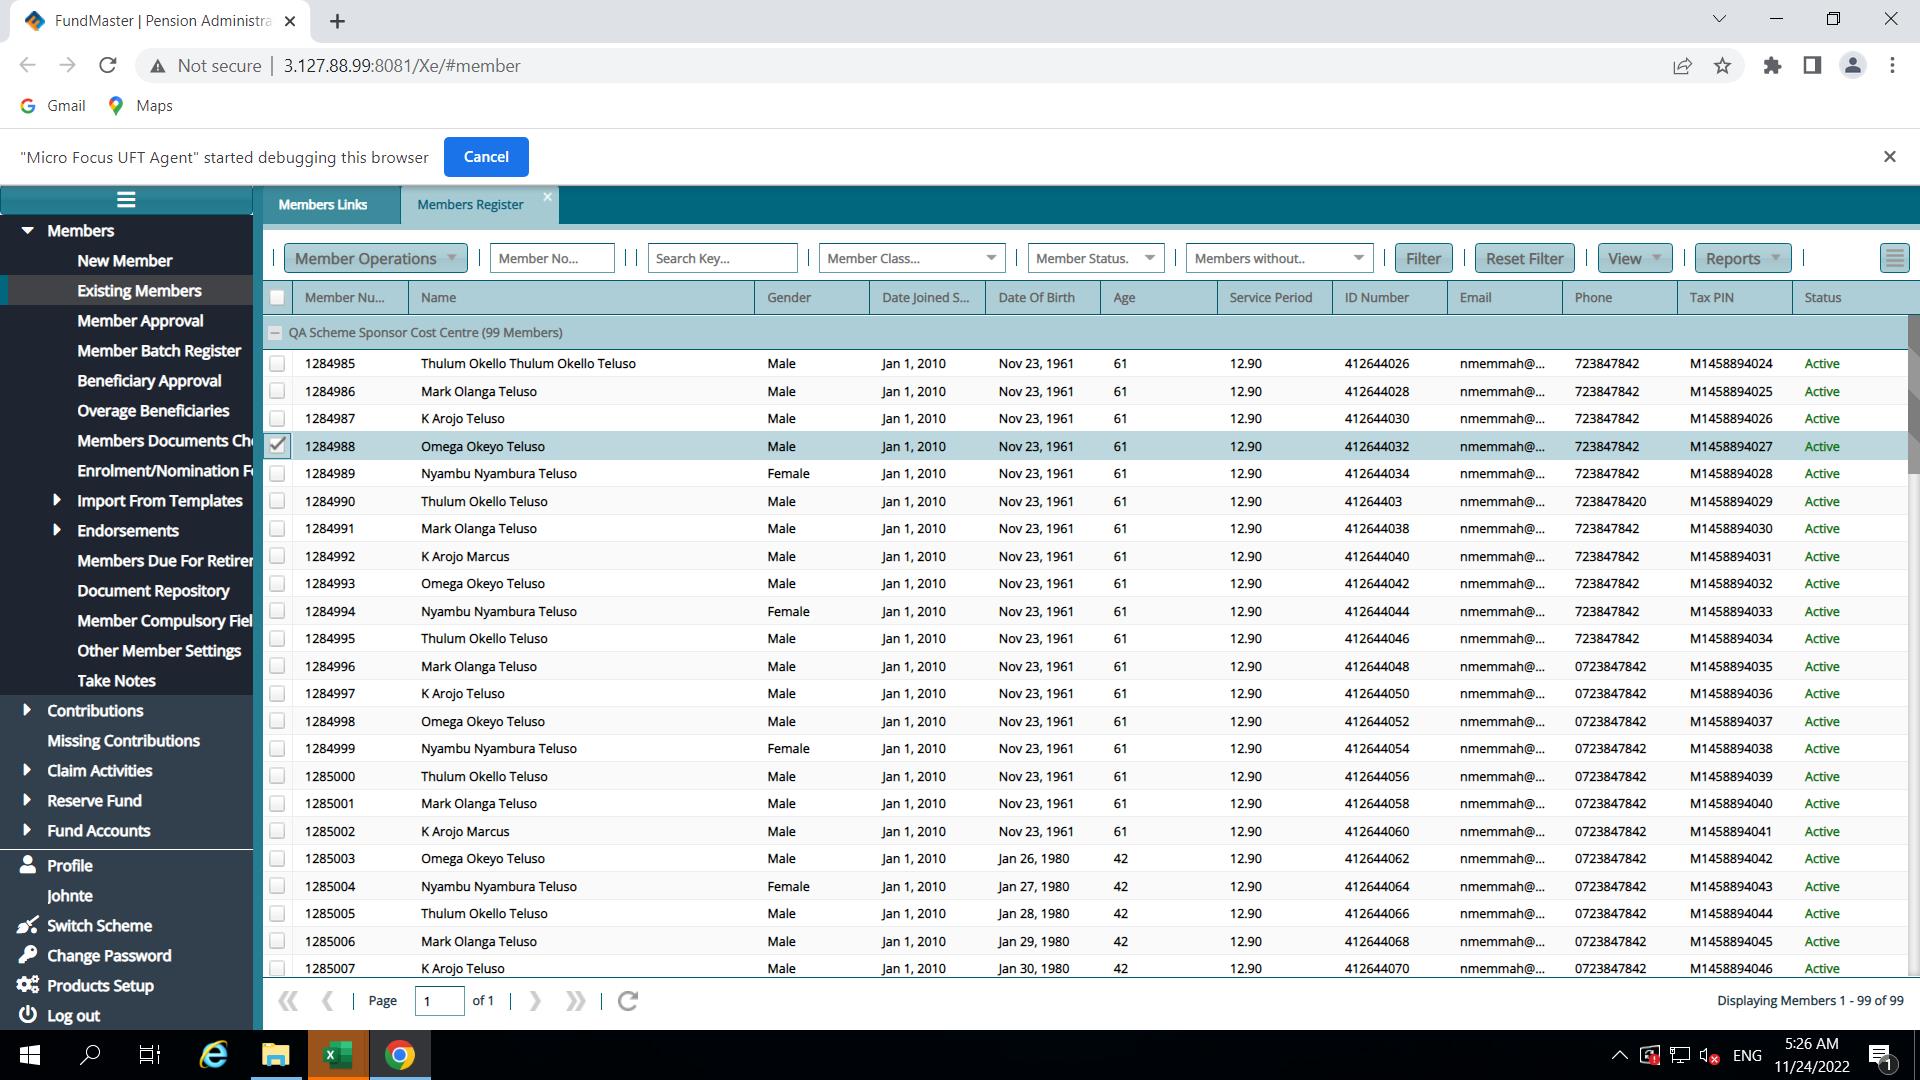 FundMaster | Pension Administra
Not secure | 3.127.88.99:8081/Xe/#member
Gmail Maps
"Micro Focus UFT Agent" started debugging this browser Cancel
Members Links Members Register
Members
New Member
Existing Members
Member Approval
Member Batch Register
Beneficiary Approval
Overage Beneficiaries
Members Documents Che
Enrolment/Nomination F
Import From Templates
Endorsements
Members Due For Retirer
Document Repository
Member Compulsory Fiel
Other Member Settings
Take Notes
Contributions
Missing Contributions
Claim Activities
Reserve Fund
Fund Accounts
Profile
Johnte
Switch Scheme
Change Password
Products Setup
Log out
Member Operations Member No... Search Key... Member Class... Member Status. Members without.. Filter Reset Filter View Reports
Member Nu... Name Gender Date Joined S... Date Of Birth Age Service Period ID Number Email Phone Tax PIN Status
QA Scheme Sponsor Cost Centre (99 Members)
1284985 Thulum Okello Thulum Okello Teluso Male Jan 1, 2010 Nov 23, 1961 61 12.90 412644026 nmemmah@... 723847842 M1458894024 Active
1284986 Mark Olanga Teluso Male Jan 1, 2010 Nov 23, 1961 61 12.90 412644028 nmemmah@... 723847842 M1458894025 Active
1284987 K Arojo Teluso Male Jan 1, 2010 Nov 23, 1961 61 12.90 412644030 nmemmah@... 723847842 M1458894026 Active
1284988 Omega Okeyo Teluso Male Jan 1, 2010 Nov 23, 1961 61 12.90 412644032 nmemmah@... 723847842 M1458894027 Active
1284989 Nyambu Nyambura Teluso Female Jan 1, 2010 Nov 23, 1961 61 12.90 412644034 nmemmah@... 723847842 M1458894028 Active
1284990 Thulum Okello Teluso Male Jan 1, 2010 Nov 23, 1961 61 12.90 41264403 nmemmah@... 7238478420 M1458894029 Active
1284991 Mark Olanga Teluso Male Jan 1, 2010 Nov 23, 1961 61 12.90 412644038 nmemmah@... 723847842 M1458894030 Active
1284992 K Arojo Marcus Male Jan 1, 2010 Nov 23, 1961 61 12.90 412644040 nmemmah@... 723847842 M1458894031 Active
1284993 Omega Okeyo Teluso Male Jan 1, 2010 Nov 23, 1961 61 12.90 412644042 nmemmah@... 723847842 M1458894032 Active
1284994 Nyambu Nyambura Teluso Female Jan 1, 2010 Nov 23, 1961 61 12.90 412644044 nmemmah@... 723847842 M1458894033 Active
1284995 Thulum Okello Teluso Male Jan 1, 2010 Nov 23, 1961 61 12.90 412644046 nmemmah@... 723847842 M1458894034 Active
1284996 Mark Olanga Teluso Male Jan 1, 2010 Nov 23, 1961 61 12.90 412644048 nmemmah@... 0723847842 M1458894035 Active
1284997 K Arojo Teluso Male Jan 1, 2010 Nov 23, 1961 61 12.90 412644050 nmemmah@... 0723847842 M1458894036 Active
1284998 Omega Okeyo Teluso Male Jan 1, 2010 Nov 23, 1961 61 12.90 412644052 nmemmah@... 0723847842 M1458894037 Active
1284999 Nyambu Nyambura Teluso Female Jan 1, 2010 Nov 23, 1961 61 12.90 412644054 nmemmah@... 0723847842 M1458894038 Active
1285000 Thulum Okello Teluso Male Jan 1, 2010 Nov 23, 1961 61 12.90 412644056 nmemmah@... 0723847842 M1458894039 Active
1285001 Mark Olanga Teluso Male Jan 1, 2010 Nov 23, 1961 61 12.90 412644058 nmemmah@... 0723847842 M1458894040 Active
1285002 K Arojo Marcus Male Jan 1, 2010 Nov 23, 1961 61 12.90 412644060 nmemmah@... 0723847842 M1458894041 Active
1285003 Omega Okeyo Teluso Male Jan 1, 2010 Jan 26, 1980 42 12.90 412644062 nmemmah@... 0723847842 M1458894042 Active
1285004 Nyambu Nyambura Teluso Female Jan 1, 2010 Jan 27, 1980 42 12.90 412644064 nmemmah@... 0723847842 M1458894043 Active
1285005 Thulum Okello Teluso Male Jan 1, 2010 Jan 28, 1980 42 12.90 412644066 nmemmah@... 0723847842 M1458894044 Active
1285006 Mark Olanga Teluso Male Jan 1, 2010 Jan 29, 1980 42 12.90 412644068 nmemmah@... 0723847842 M1458894045 Active
1285007 K Arojo Teluso Male Jan 1, 2010 Jan 30, 1980 42 12.90 412644070 nmemmah@... 0723847842 M1458894046 Active
Page 1 of 1 Displaying Members 1 - 99 of 99
ENG 5:26 AM
11/24/2022
1